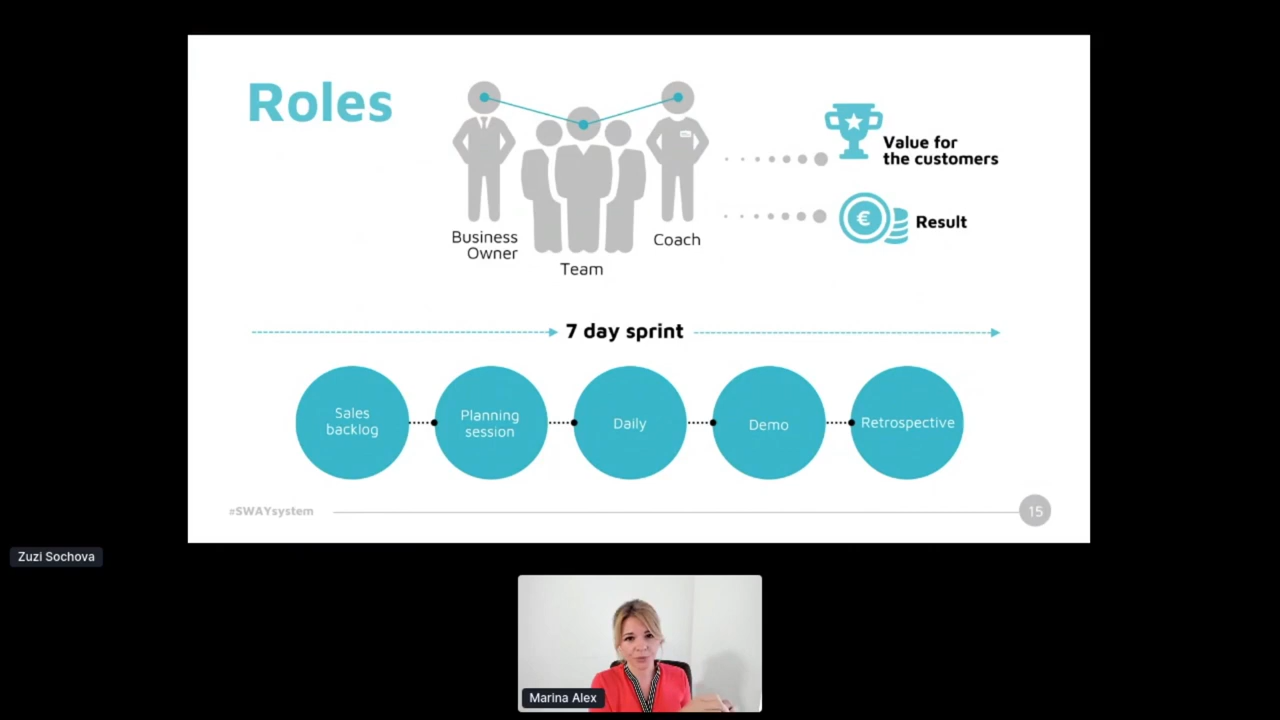 Roles
Business
Owner
Team
Coach
Value for
the customers
€
Result
7 day sprint
Sales
backlog
Planning
session
Daily
Demo
Retrospective
#SWAYsystem
15
Zuzi Sochova
Marina Alex